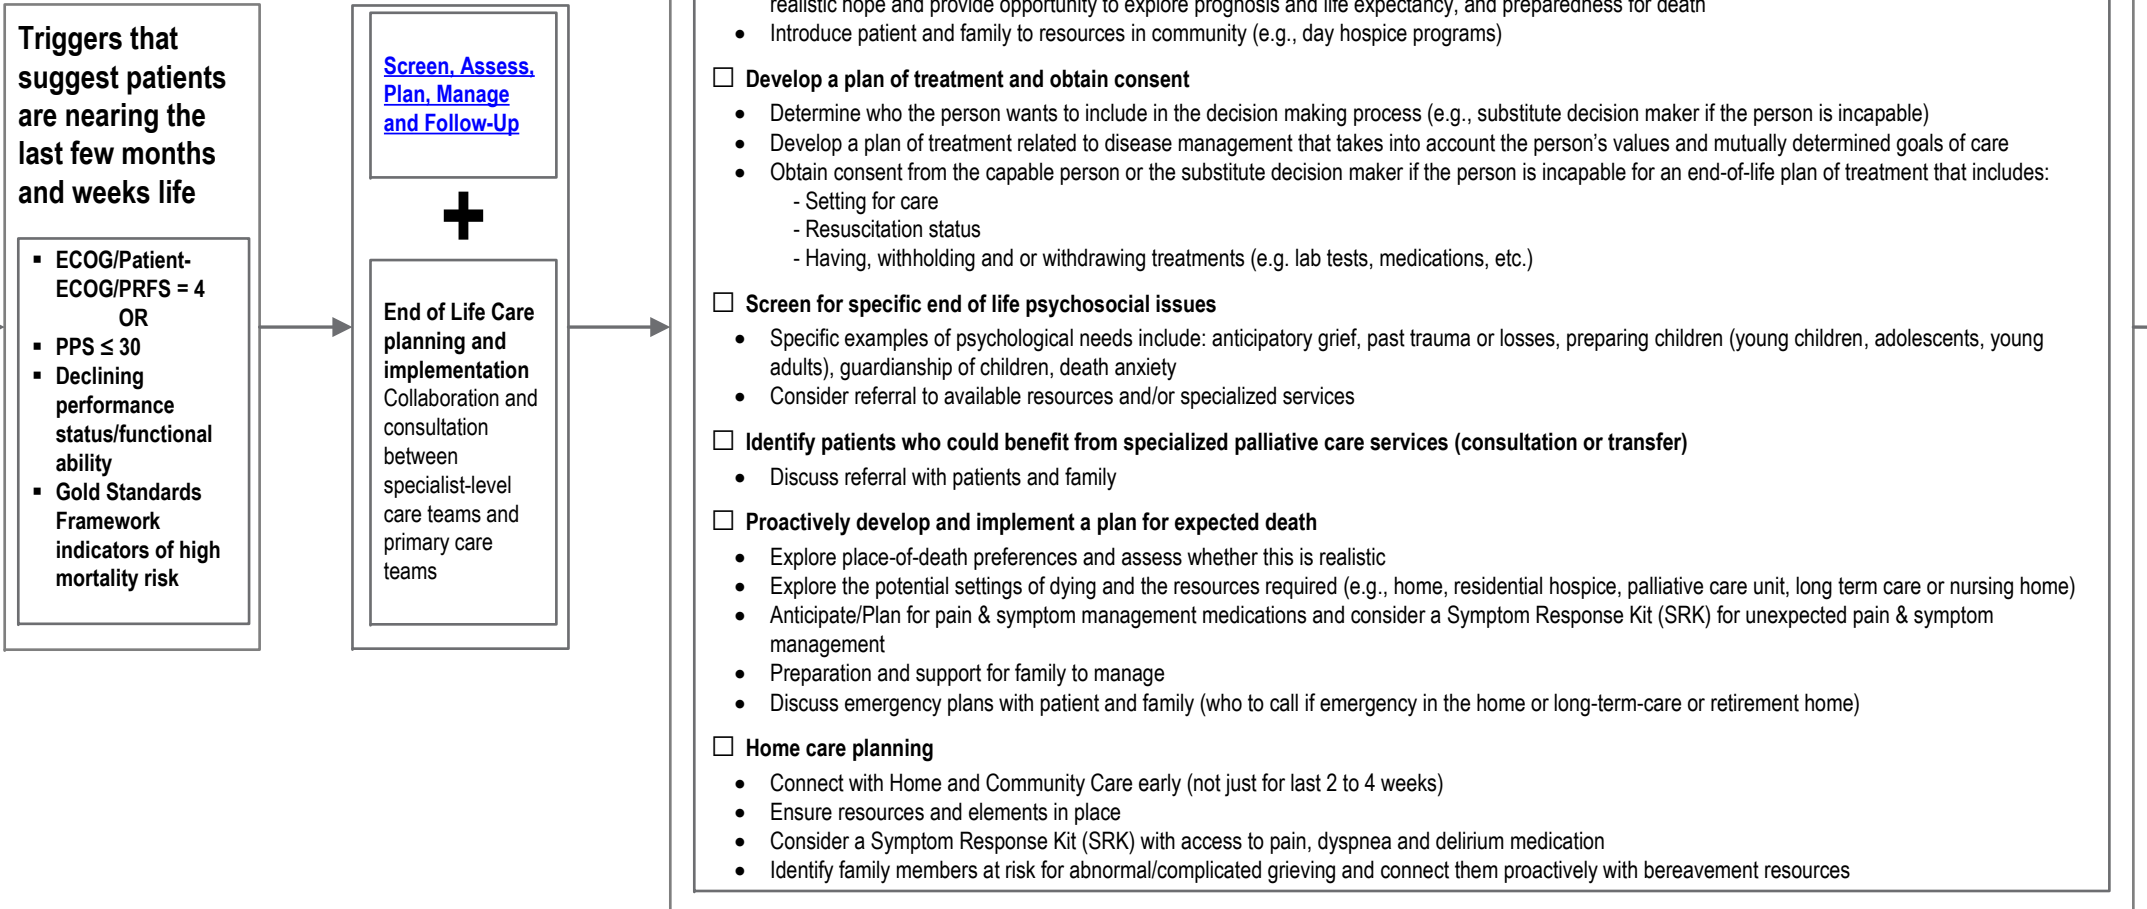 Triggers that
suggest patients
are nearing the
last few months
and weeks life
▪ ECOG/Patient-
ECOG/PRFS = 4
OR
▪ PPS ≤ 30
▪ Declining
performance
status/functional
ability
▪ Gold Standards
Framework
indicators of high
mortality risk
Screen, Assess,
Plan, Manage
and Follow-Up
+
End of Life Care
planning and
implementation
Collaboration and
consultation
between
specialist-level
care teams and
primary care
teams
realistic hope and provide opportunity to explore prognosis and life expectancy, and preparedness for death
• Introduce patient and family to resources in community (e.g., day hospice programs)
☐ Develop a plan of treatment and obtain consent
• Determine who the person wants to include in the decision making process (e.g., substitute decision maker if the person is incapable)
• Develop a plan of treatment related to disease management that takes into account the person's values and mutually determined goals of care
• Obtain consent from the capable person or the substitute decision maker if the person is incapable for an end-of-life plan of treatment that includes:
- Setting for care
- Resuscitation status
- Having, withholding and or withdrawing treatments (e.g. lab tests, medications, etc.)
☐ Screen for specific end of life psychosocial issues
• Specific examples of psychological needs include: anticipatory grief, past trauma or losses, preparing children (young children, adolescents, young
adults), guardianship of children, death anxiety
• Consider referral to available resources and/or specialized services
☐ Identify patients who could benefit from specialized palliative care services (consultation or transfer)
• Discuss referral with patients and family
☐ Proactively develop and implement a plan for expected death
• Explore place-of-death preferences and assess whether this is realistic
• Explore the potential settings of dying and the resources required (e.g., home, residential hospice, palliative care unit, long term care or nursing home)
• Anticipate/Plan for pain & symptom management medications and consider a Symptom Response Kit (SRK) for unexpected pain & symptom
management
• Preparation and support for family to manage
• Discuss emergency plans with patient and family (who to call if emergency in the home or long-term-care or retirement home)
☐ Home care planning
• Connect with Home and Community Care early (not just for last 2 to 4 weeks)
• Ensure resources and elements in place
• Consider a Symptom Response Kit (SRK) with access to pain, dyspnea and delirium medication
• Identify family members at risk for abnormal/complicated grieving and connect them proactively with bereavement resources